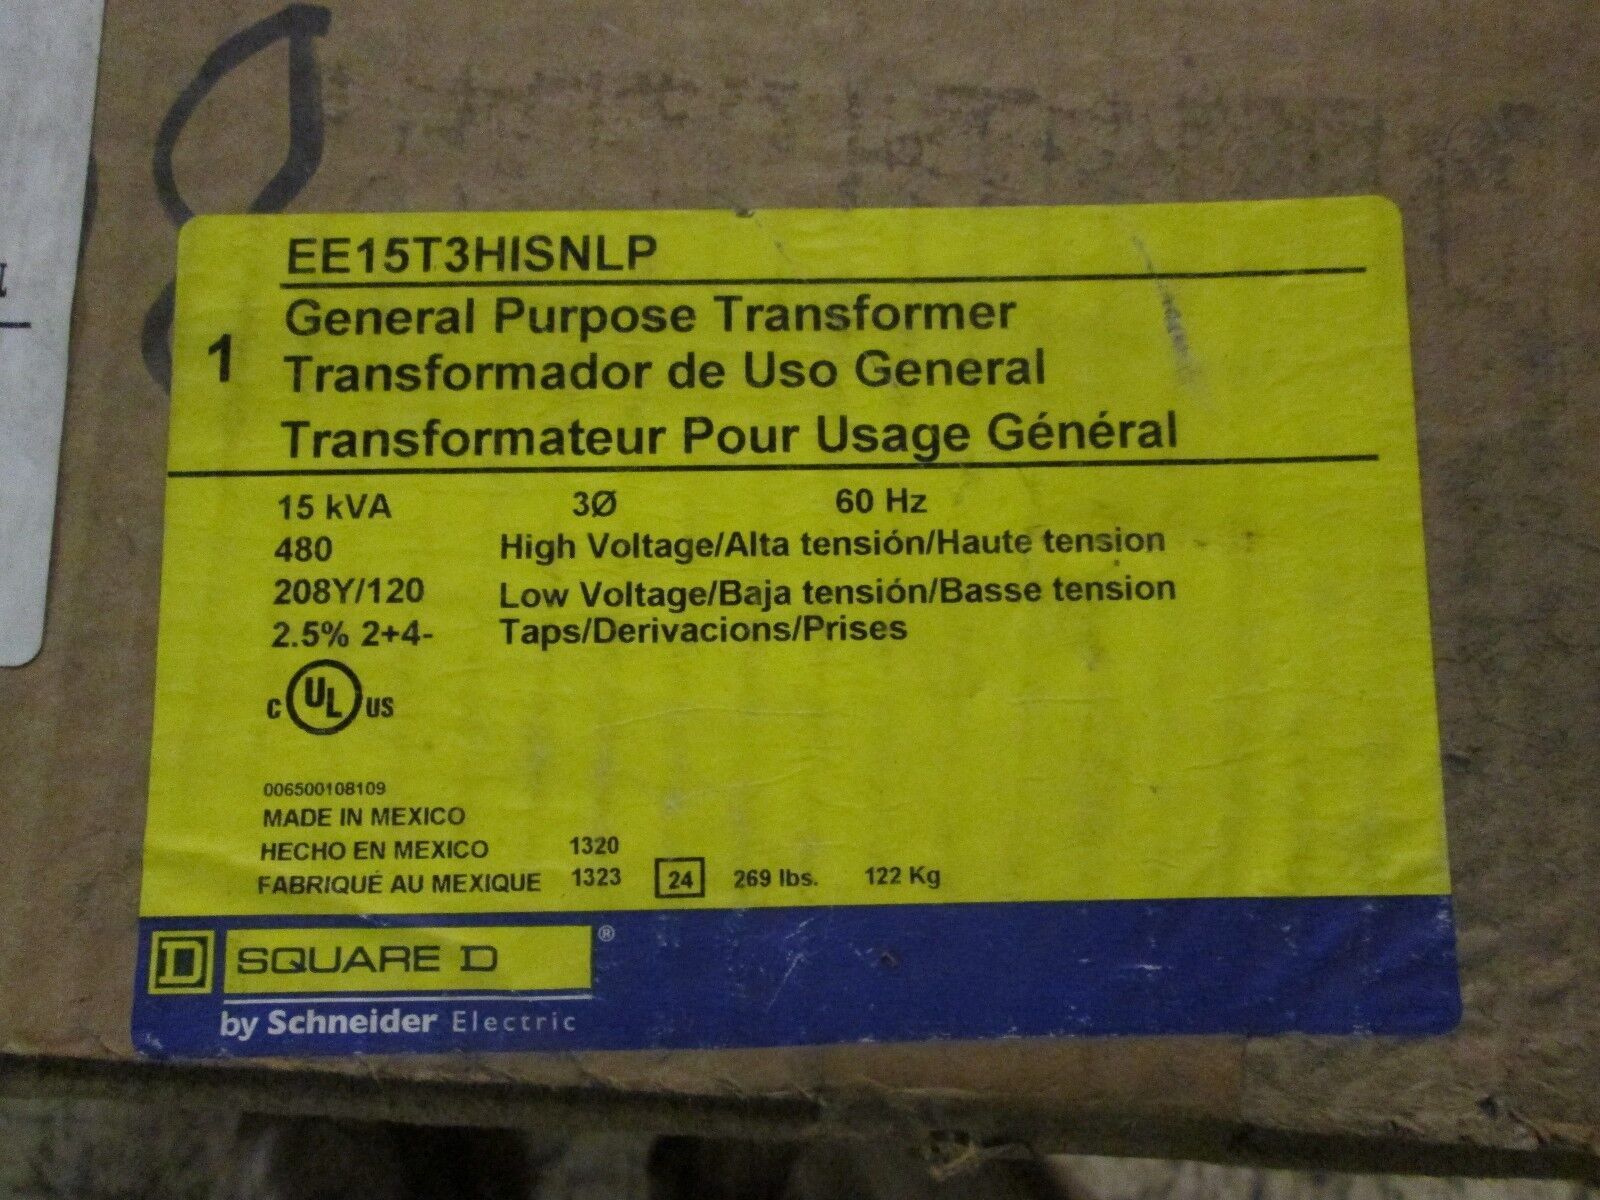 EE15T3HISNLP
1
General Purpose Transformer
Transformador de Uso General
Transformateur Pour Usage Général
15 kVA 3Ø 60 Hz
480 High Voltage/Alta tensión/Haute tension
208Y/120 Low Voltage/Baja tensión/Basse tension
2.5% 2+4- Taps/Derivacions/Prises
C UL US
006500108109
MADE IN MEXICO
HECHO EN MEXICO 1320
FABRIQUÉ AU MEXIQUE 1323 24 269 lbs. 122 Kg
D SQUARE D ®
by Schneider Electric